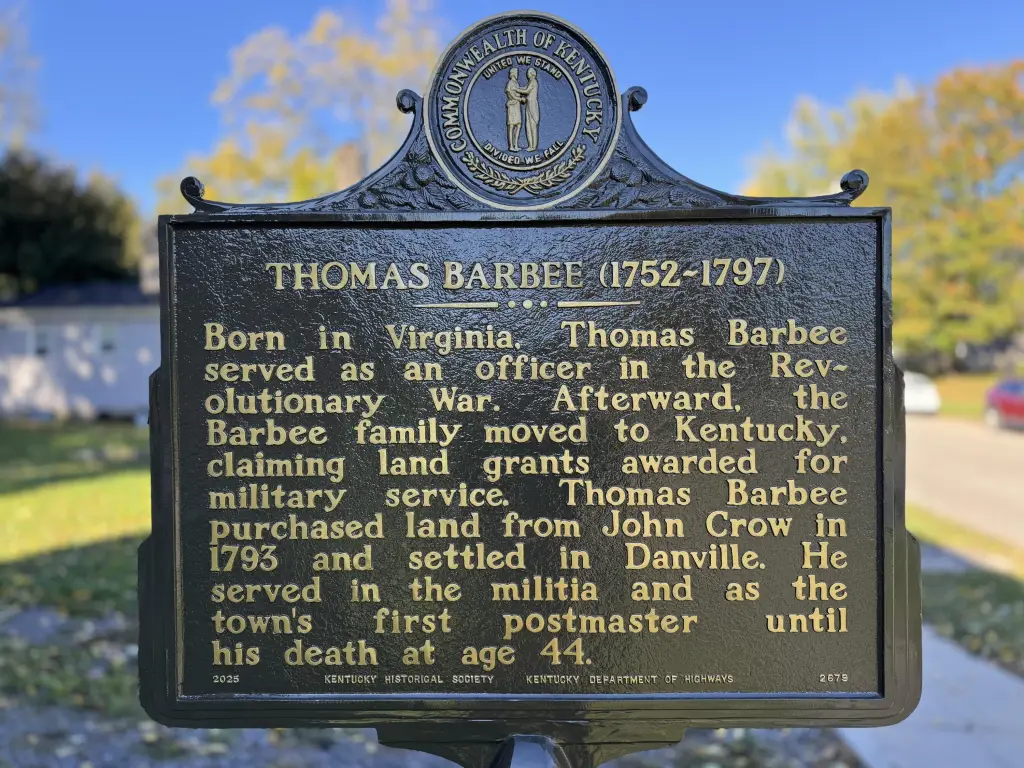 COMMONWEALTH OF KENTUCKY
UNITED WE STAND
DIVIDED WE FALL
THOMAS BARBEE (1752~1797)
Born in Virginia, Thomas Barbee
served as an officer in the Rev~
olutionary War. Afterward, the
Barbee family moved to Kentucky,
claiming land grants awarded for
military service. Thomas Barbee
purchased land from John Crow in
1793 and settled in Danville. He
served in the militia and as the
town's first postmaster until
his death at age 44.
2025 KENTUCKY HISTORICAL SOCIETY KENTUCKY DEPARTMENT OF HIGHWAYS 2679